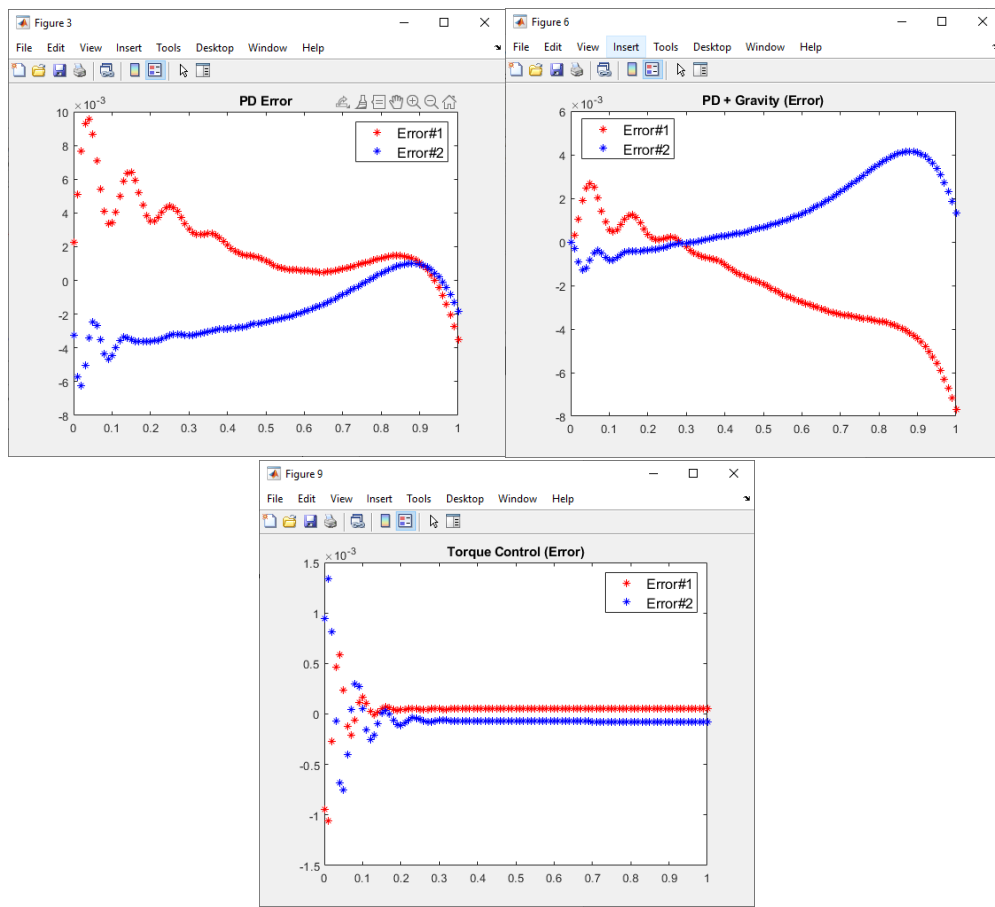 Figure 3
File Edit View Insert Tools Desktop Window Help
PD Error
×10-3
10
8
6
4
2
0
-2
-4
-6
-8
0 0.1 0.2 0.3 0.4 0.5 0.6 0.7 0.8 0.9 1
Error#1
Error#2
Figure 6
File Edit View Insert Tools Desktop Window Help
PD + Gravity (Error)
×10-3
6
4
2
0
-2
-4
-6
-8
0 0.1 0.2 0.3 0.4 0.5 0.6 0.7 0.8 0.9 1
Error#1
Error#2
Figure 9
File Edit View Insert Tools Desktop Window Help
Torque Control (Error)
×10-3
1.5
1
0.5
0
-0.5
-1
-1.5
0 0.1 0.2 0.3 0.4 0.5 0.6 0.7 0.8 0.9 1
Error#1
Error#2